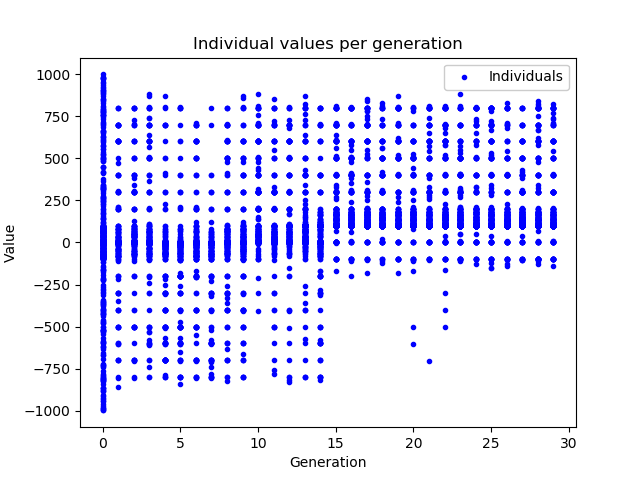 Individual values per generation
Individuals
1000
750
500
250
0
−250
−500
−750
−1000
Value
0 5 10 15 20 25 30
Generation